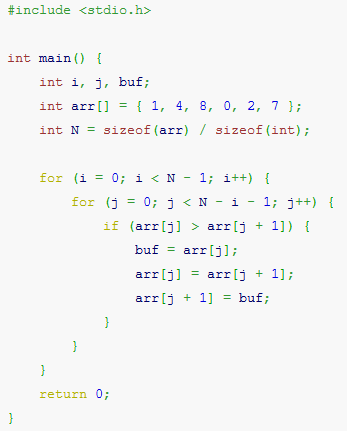 #include <stdio.h>
int main() {
    int i, j, buf;
    int arr[] = { 1, 4, 8, 0, 2, 7 };
    int N = sizeof(arr) / sizeof(int);
    for (i = 0; i < N - 1; i++) {
        for (j = 0; j < N - i - 1; j++) {
            if (arr[j] > arr[j + 1]) {
                buf = arr[j];
                arr[j] = arr[j + 1];
                arr[j + 1] = buf;
            }
        }
    }
    return 0;
}